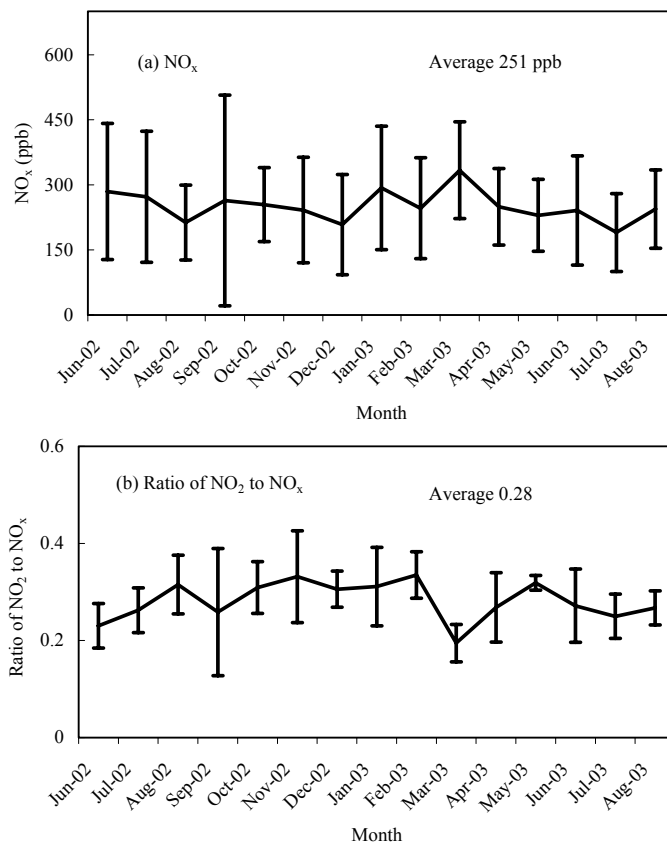 (a) NOₓ
Average 251 ppb
NOₓ (ppb)
600
450
300
150
0
Jun-02
Jul-02
Aug-02
Sep-02
Oct-02
Nov-02
Dec-02
Jan-03
Feb-03
Mar-03
Apr-03
May-03
Jun-03
Jul-03
Aug-03
Month
(b) Ratio of NO₂ to NOₓ
Average 0.28
Ratio of NO₂ to NOₓ
0.6
0.4
0.2
0
Jun-02
Jul-02
Aug-02
Sep-02
Oct-02
Nov-02
Dec-02
Jan-03
Feb-03
Mar-03
Apr-03
May-03
Jun-03
Jul-03
Aug-03
Month